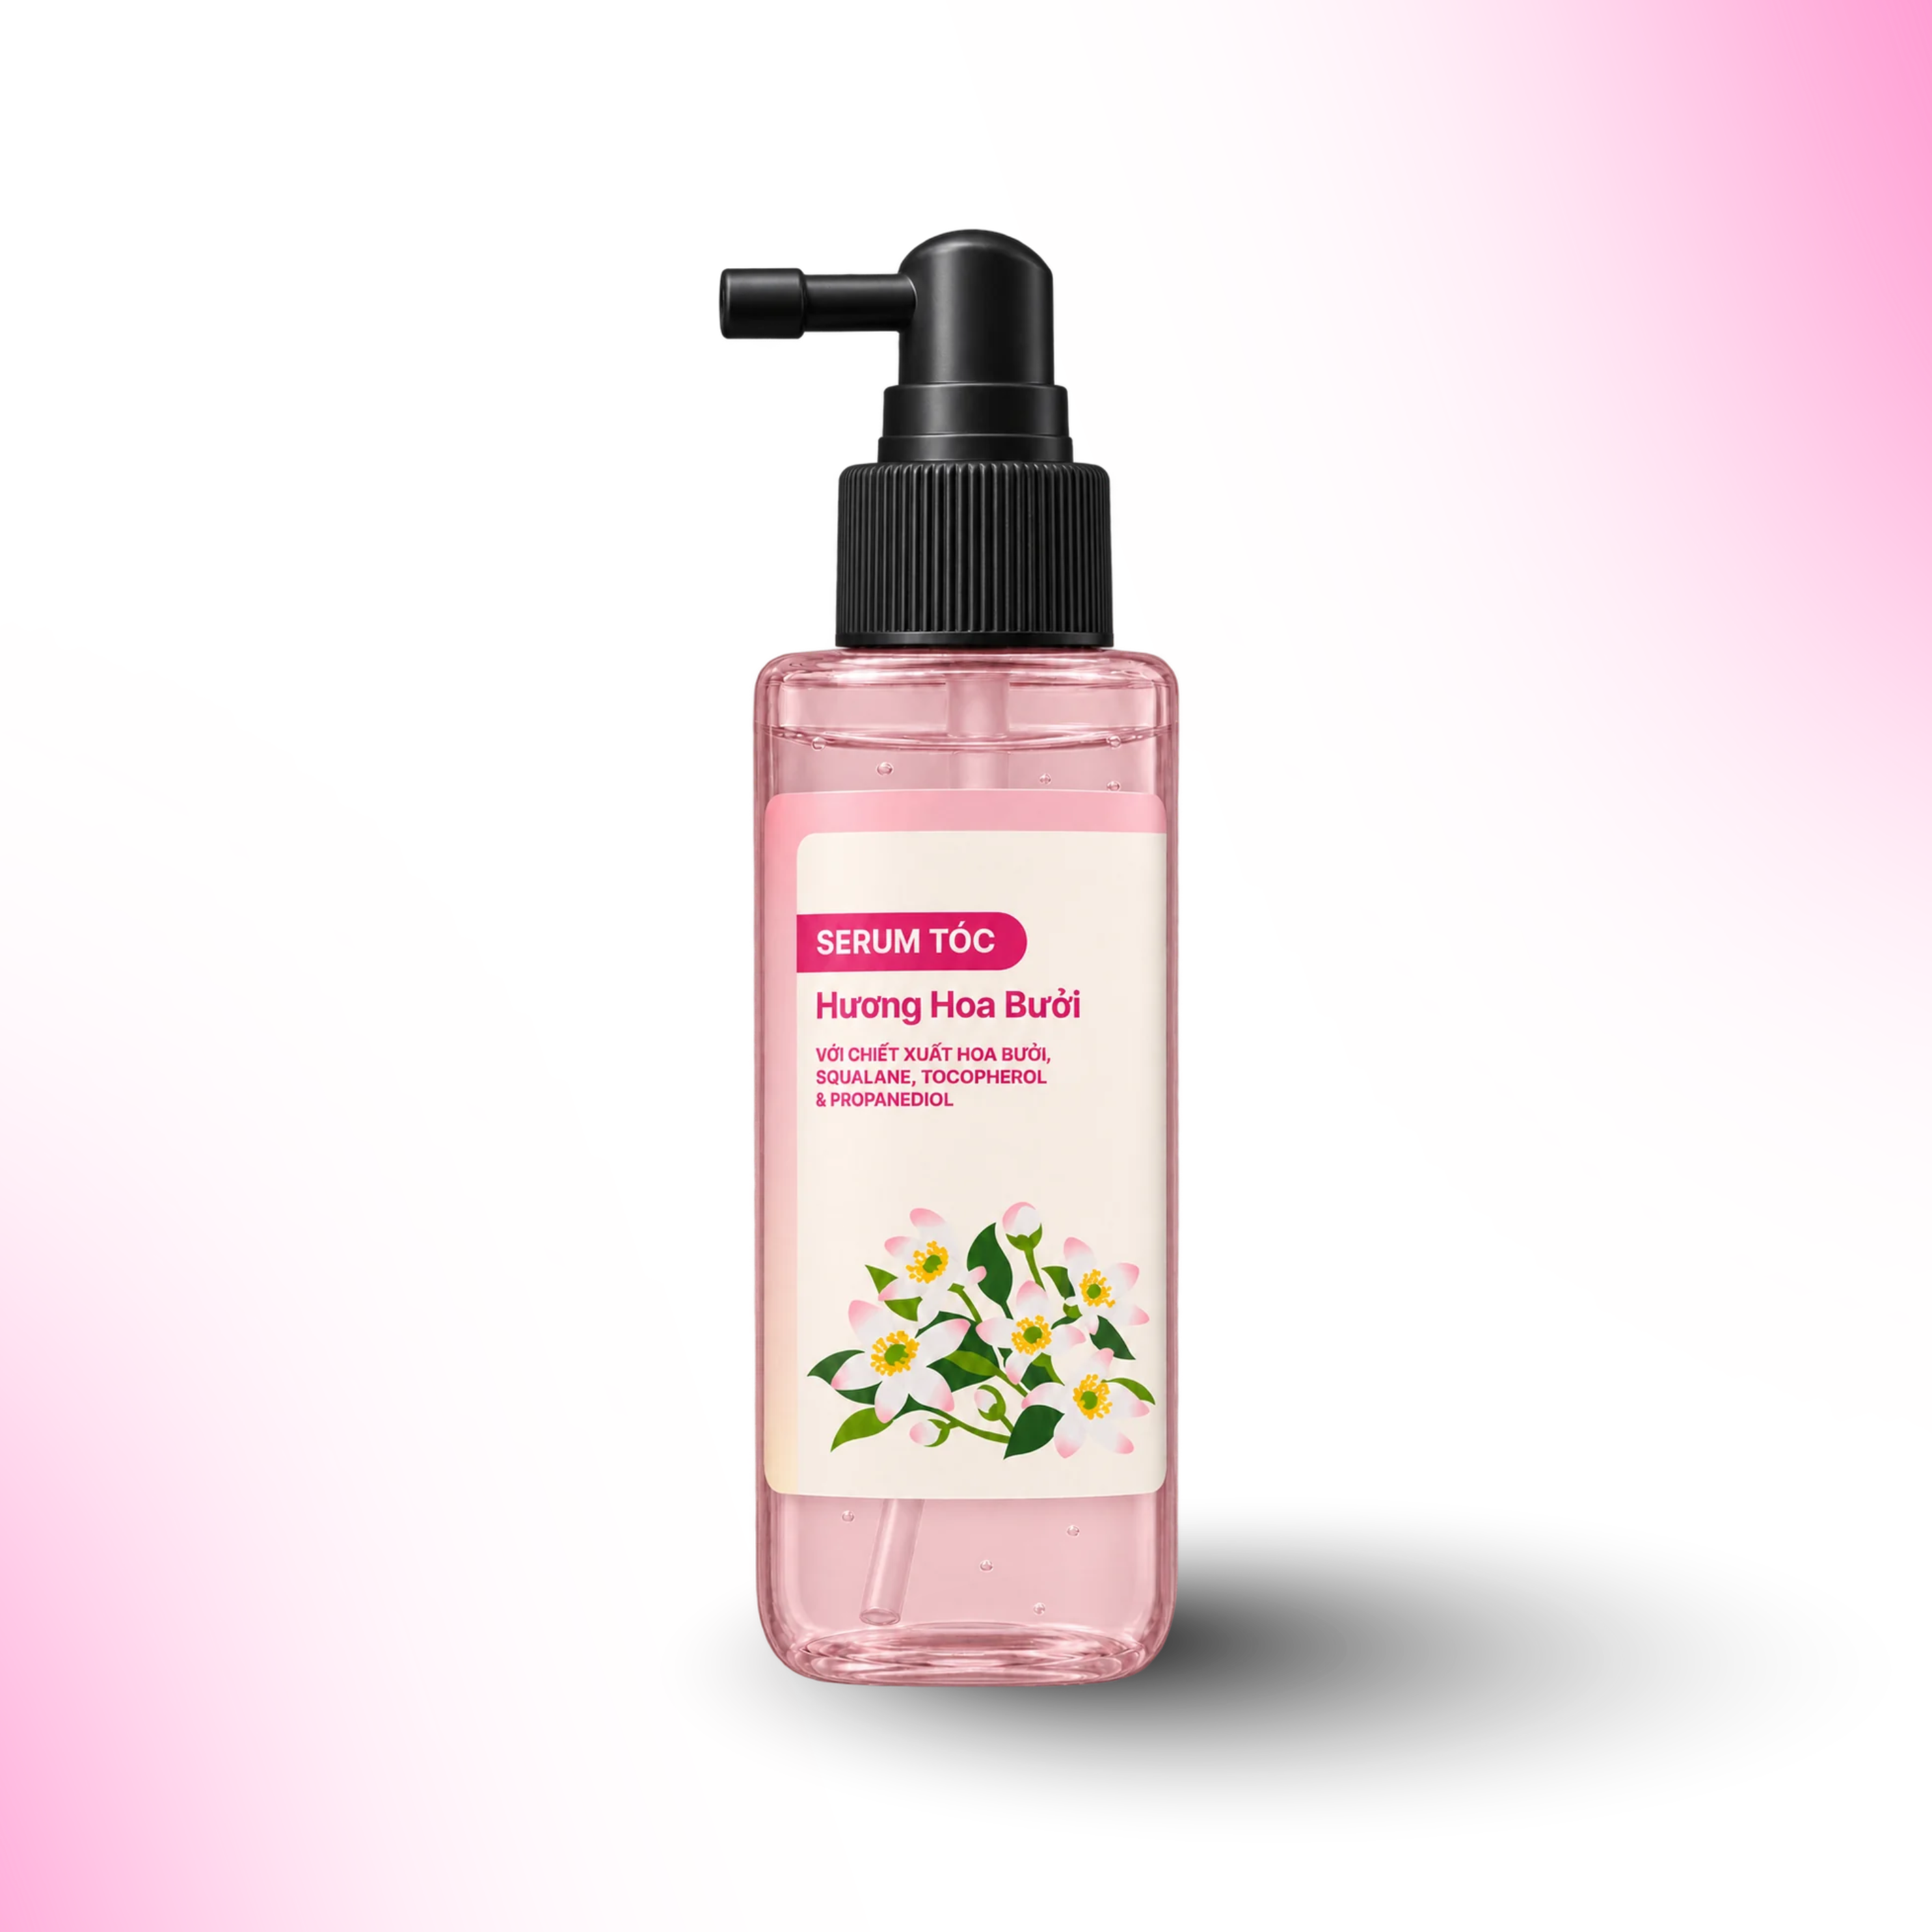 SERUM TÓC
Hương Hoa Bưởi
VỚI CHIẾT XUẤT HOA BƯỞI,
SQUALANE, TOCOPHEROL
& PROPANEDIOL